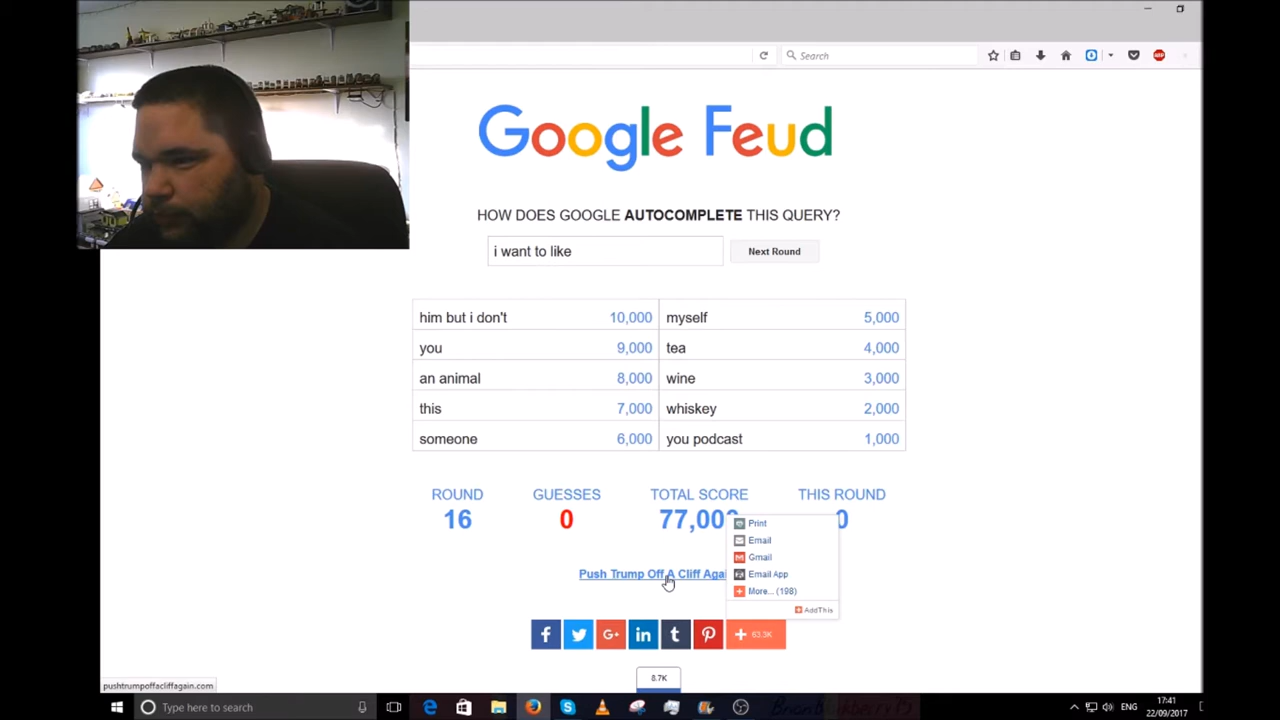 Search
Google Feud
HOW DOES GOOGLE AUTOCOMPLETE THIS QUERY?
i want to like
Next Round
him but i don't 10,000 myself 5,000
you 9,000 tea 4,000
an animal 8,000 wine 3,000
this 7,000 whiskey 2,000
someone 6,000 you podcast 1,000
ROUND GUESSES TOTAL SCORE THIS ROUND
16 0 77,000 0
Print
Email
Gmail
Push Trump Off A Cliff Agai
Email App
More... (198)
AddThis
63.3K
8.7K
pushtrumpoffacliffagain.com
Type here to search
ENG
17:41
22/09/2017